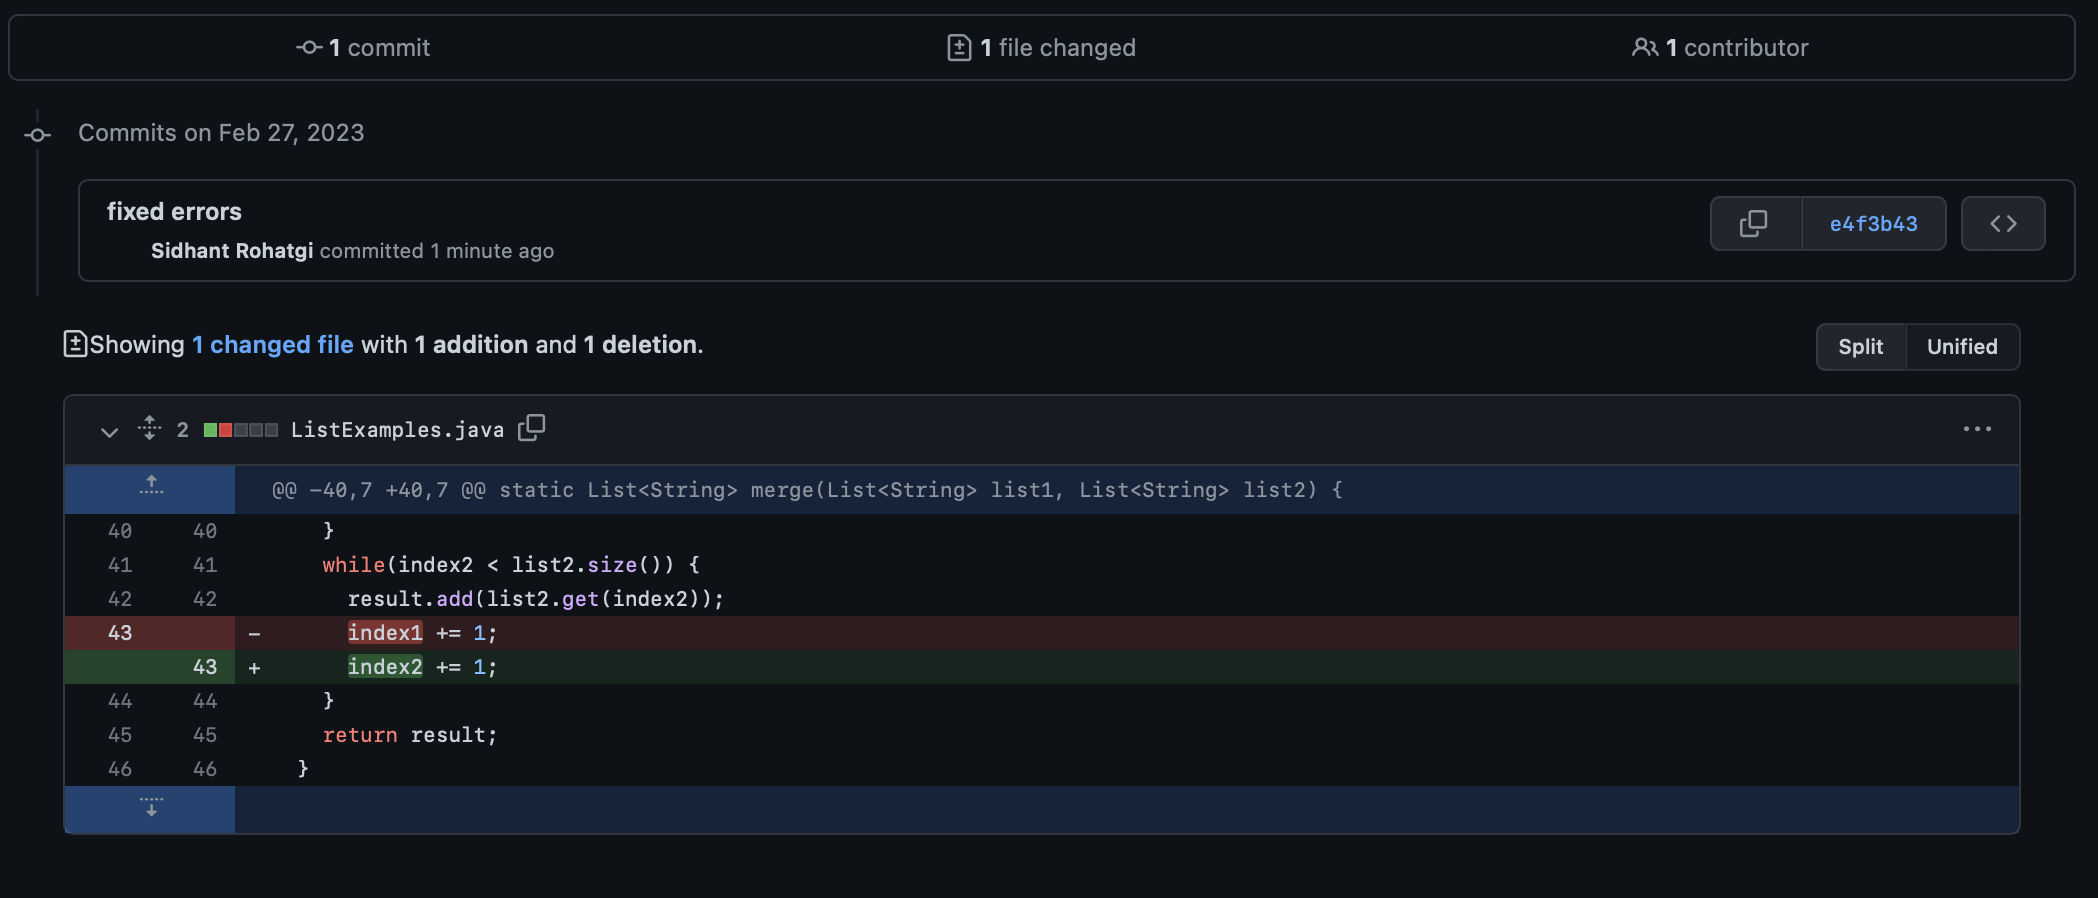 1 commit
1 file changed
1 contributor
Commits on Feb 27, 2023
fixed errors
Sidhant Rohatgi committed 1 minute ago
e4f3b43
Showing 1 changed file with 1 addition and 1 deletion.
Split Unified
2 ListExamples.java
@@ -40,7 +40,7 @@ static List<String> merge(List<String> list1, List<String> list2) {
40 40 }
41 41 while(index2 < list2.size()) {
42 42 result.add(list2.get(index2));
43 - index1 += 1;
43 + index2 += 1;
44 44 }
45 45 return result;
46 46 }